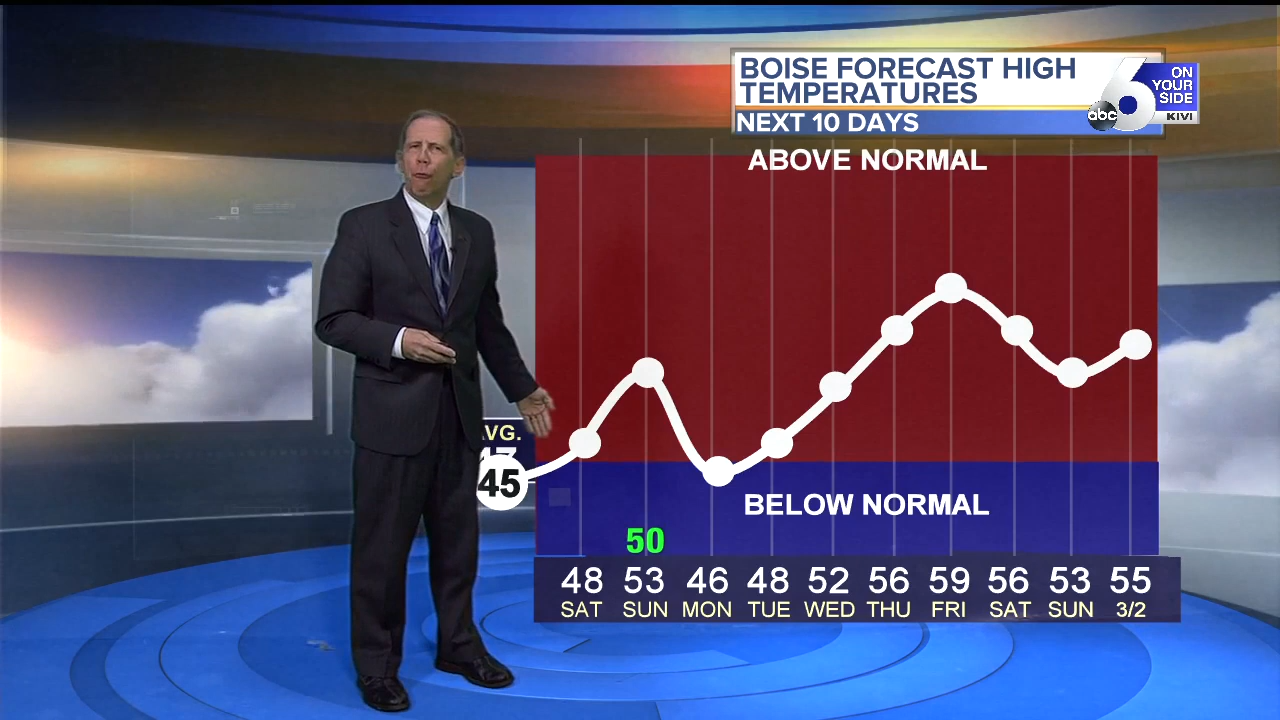 BOISE FORECAST HIGH
TEMPERATURES
NEXT 10 DAYS
ON
YOUR
SIDE
abc
6
KIVI
ABOVE NORMAL
45
BELOW NORMAL
50
48 53 46 48 52 56 59 56 53 55
SAT SUN MON TUE WED THU FRI SAT SUN 3/2